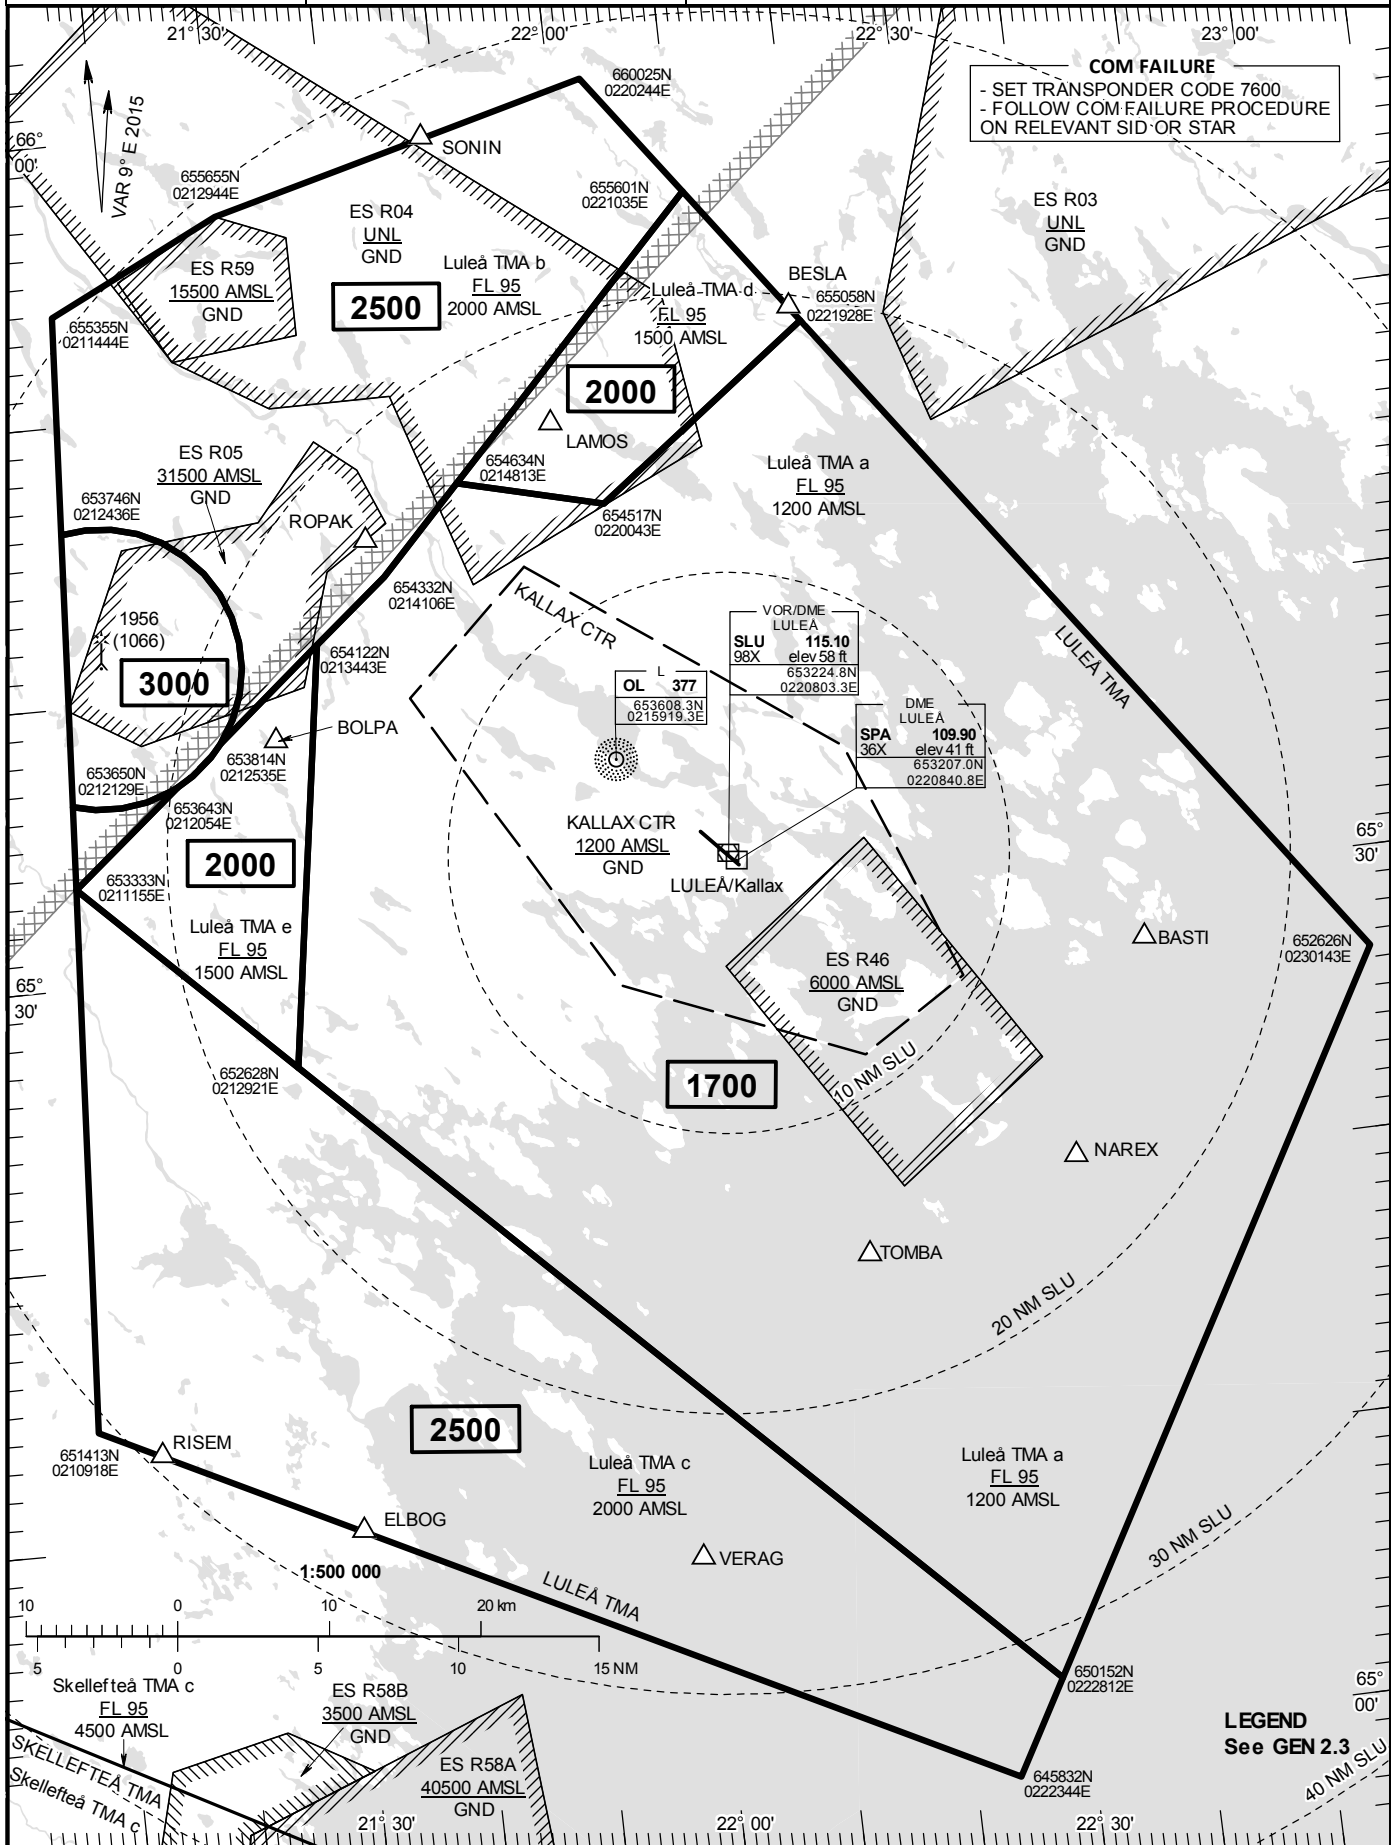 21° 30'
22° 00'
22° 30'
23° 00'
COM FAILURE
- SET TRANSPONDER CODE 7600
- FOLLOW COM FAILURE PROCEDURE
ON RELEVANT SID OR STAR
VAR 9° E 2015
66°
00'
660025N
0220244E
SONIN
655655N
0212944E
655601N
0221035E
ES R04
UNL
GND
ES R03
UNL
GND
ES R59
15500 AMSL
GND
Luleå TMA b
FL 95
2000 AMSL
2500
Luleå TMA d
FL 95
1500 AMSL
BESLA
655058N
0221928E
655355N
0211444E
2000
LAMOS
ES R05
31500 AMSL
GND
654634N
0214813E
Luleå TMA a
FL 95
1200 AMSL
653746N
0212436E
ROPAK
654517N
0220043E
654332N
0214106E
KALLAX CTR
1956
(1066)
3000
654122N
0213443E
VOR/DME
LULEÅ
SLU 115.10
98X elev 58 ft
653224.8N
0220803.3E
LULEÅ TMA
L
OL 377
653608.3N
0215919.3E
DME
LULEÅ
SPA 109.90
36X elev 41 ft
653207.0N
0220840.8E
BOLPA
653814N
0212535E
653650N
0212129E
653643N
0212054E
2000
KALLAX CTR
1200 AMSL
GND
LULEÅ/Kallax
65°
30'
653333N
0211155E
Luleå TMA e
FL 95
1500 AMSL
BASTI
652626N
0230143E
ES R46
6000 AMSL
GND
65°
30'
652628N
0212921E
1700
10 NM SLU
NAREX
TOMBA
20 NM SLU
2500
651413N
0210918E
RISEM
Luleå TMA c
FL 95
2000 AMSL
Luleå TMA a
FL 95
1200 AMSL
ELBOG
VERAG
30 NM SLU
1:500 000
LULEÅ TMA
10 0 10 20 km
5 0 5 10 15 NM
Skellefteå TMA c
FL 95
4500 AMSL
ES R58B
3500 AMSL
GND
650152N
0222812E
65°
00'
LEGEND
See GEN 2.3
SKELLEFTEÅ TMA
Skellefteå TMA c
ES R58A
40500 AMSL
GND
645832N
0222344E
40 NM SLU
21° 30'
22° 00'
22° 30'